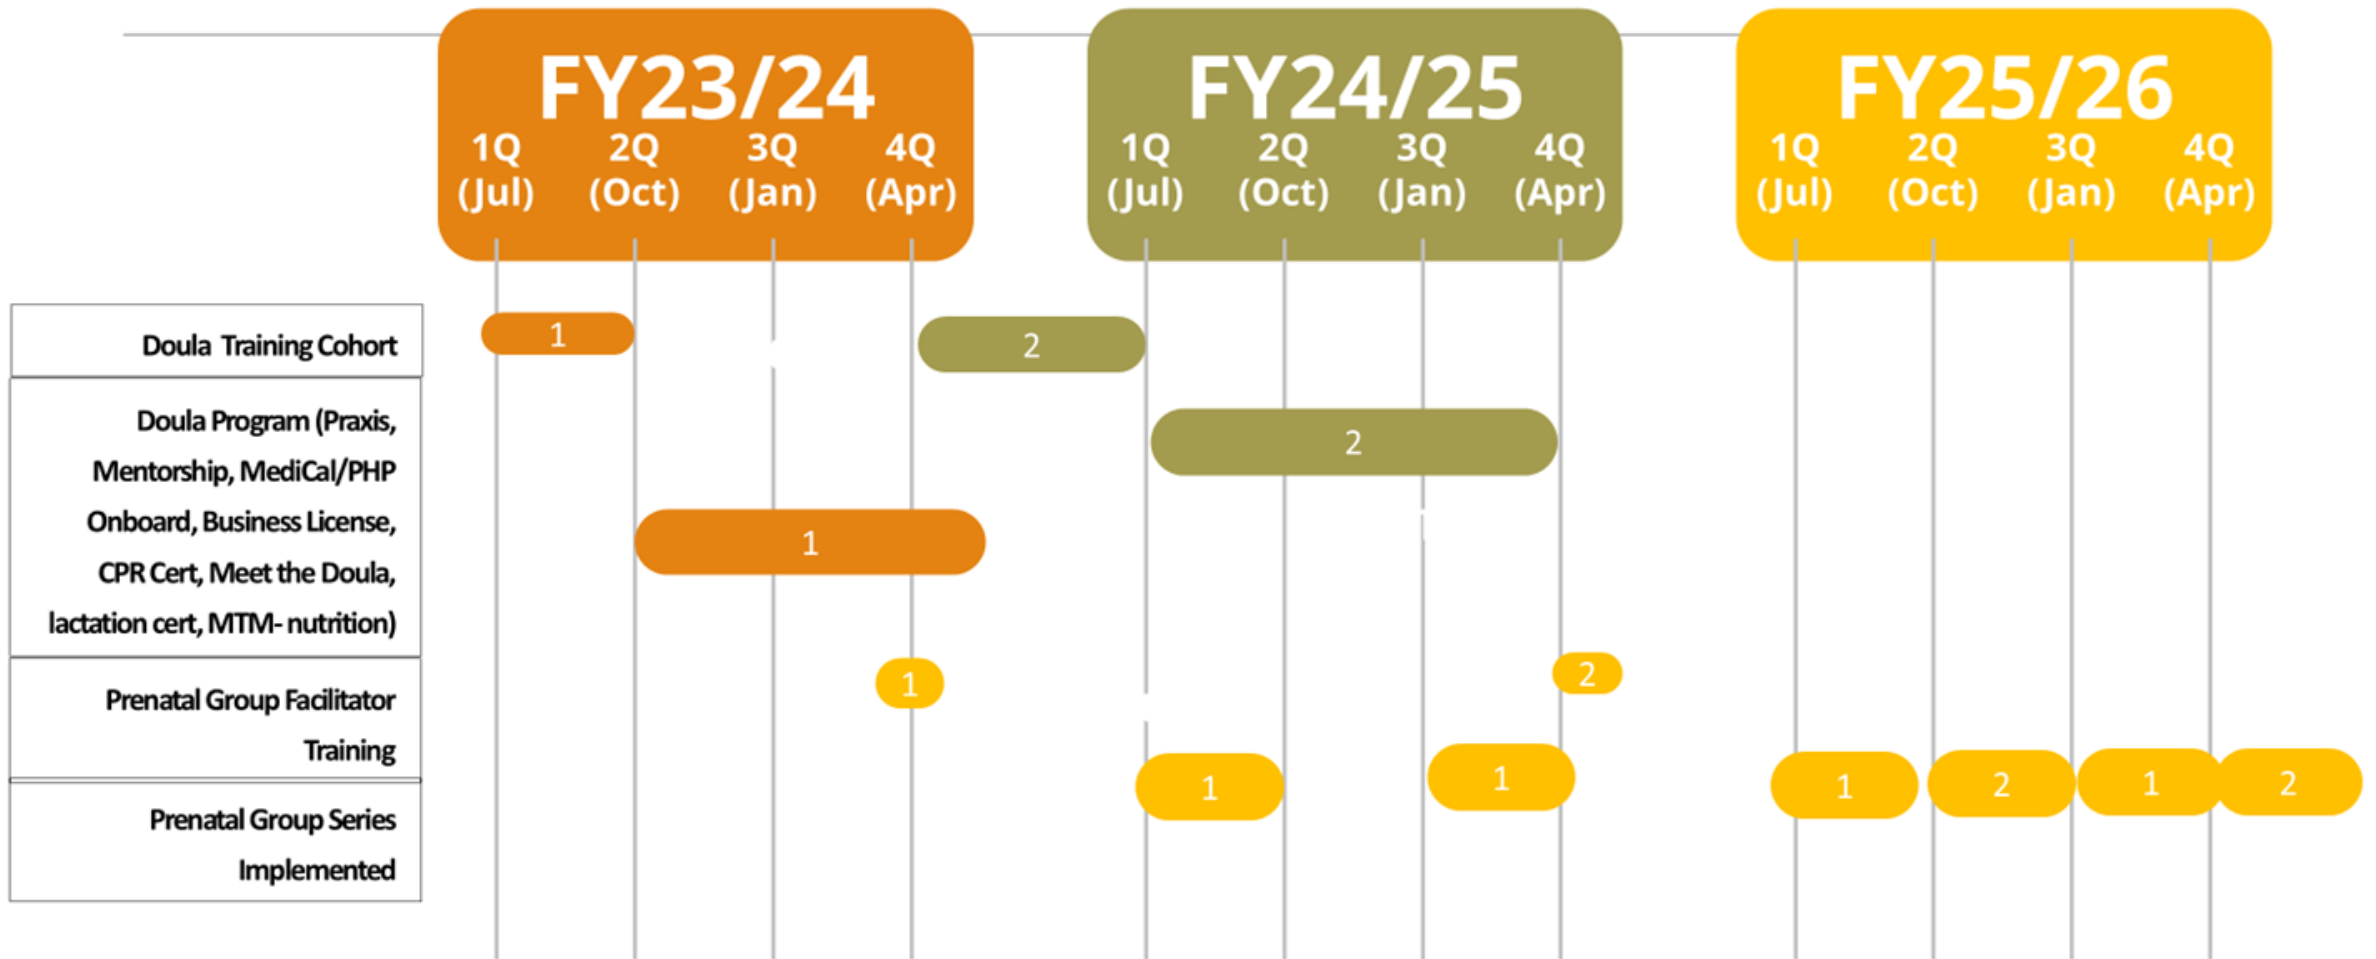 FY23/24
1Q 2Q 3Q 4Q
(Jul) (Oct) (Jan) (Apr)
FY24/25
1Q 2Q 3Q 4Q
(Jul) (Oct) (Jan) (Apr)
FY25/26
1Q 2Q 3Q 4Q
(Jul) (Oct) (Jan) (Apr)
Doula Training Cohort
1
2
Doula Program (Praxis,
Mentorship, MediCal/PHP
Onboard, Business License,
CPR Cert, Meet the Doula,
lactation cert, MTM- nutrition)
2
1
Prenatal Group Facilitator
Training
1
2
Prenatal Group Series
Implemented
1
1
1
2
1
2